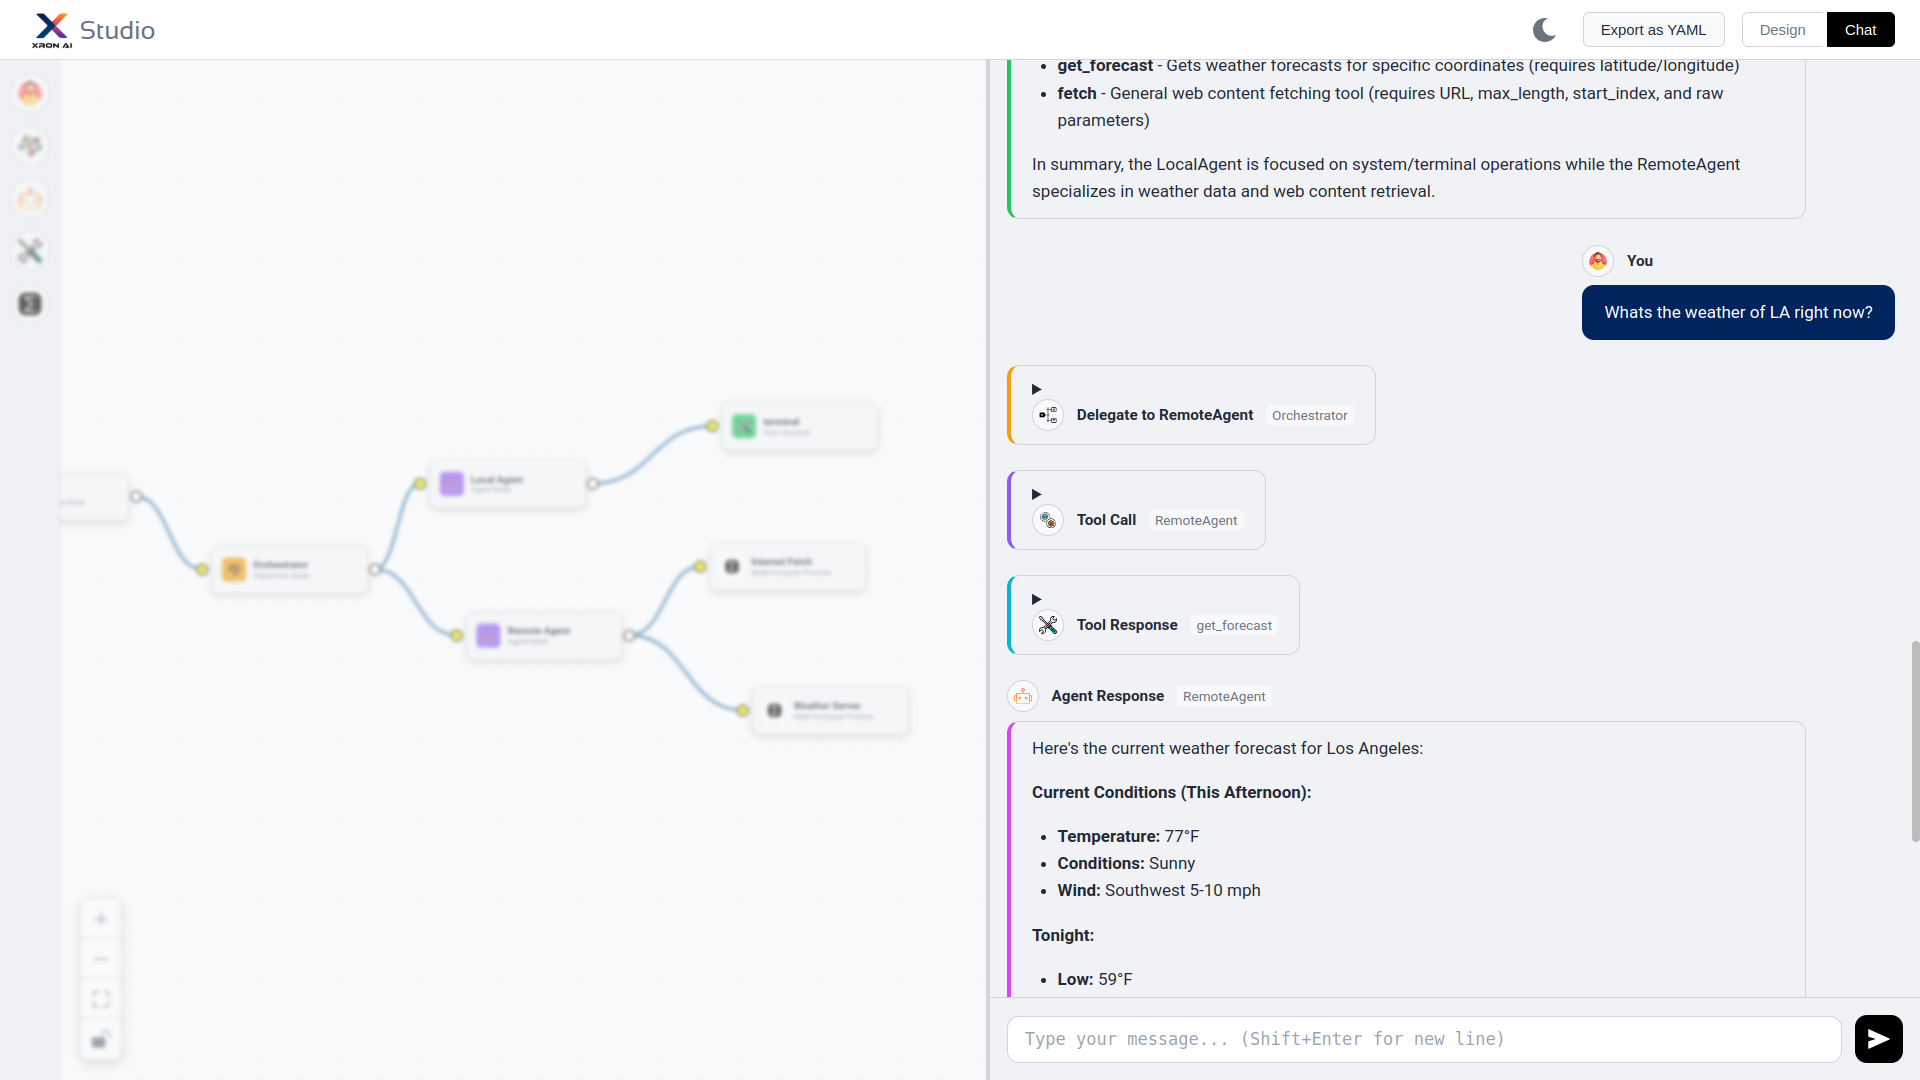 XRON AI
Studio
Export as YAML
Design
Chat
get_forecast - Gets weather forecasts for specific coordinates (requires latitude/longitude)
fetch - General web content fetching tool (requires URL, max_length, start_index, and raw
parameters)
In summary, the LocalAgent is focused on system/terminal operations while the RemoteAgent
specializes in weather data and web content retrieval.
You
Whats the weather of LA right now?
Delegate to RemoteAgent Orchestrator
Tool Call RemoteAgent
Tool Response get_forecast
Agent Response RemoteAgent
Here's the current weather forecast for Los Angeles:
Current Conditions (This Afternoon):
Temperature: 77°F
Conditions: Sunny
Wind: Southwest 5-10 mph
Tonight:
Low: 59°F
Type your message... (Shift+Enter for new line)
terminal
Local Agent
Agent Node
Orchestrator
Internet Fetch
Remote Agent
Agent Node
Weather Server